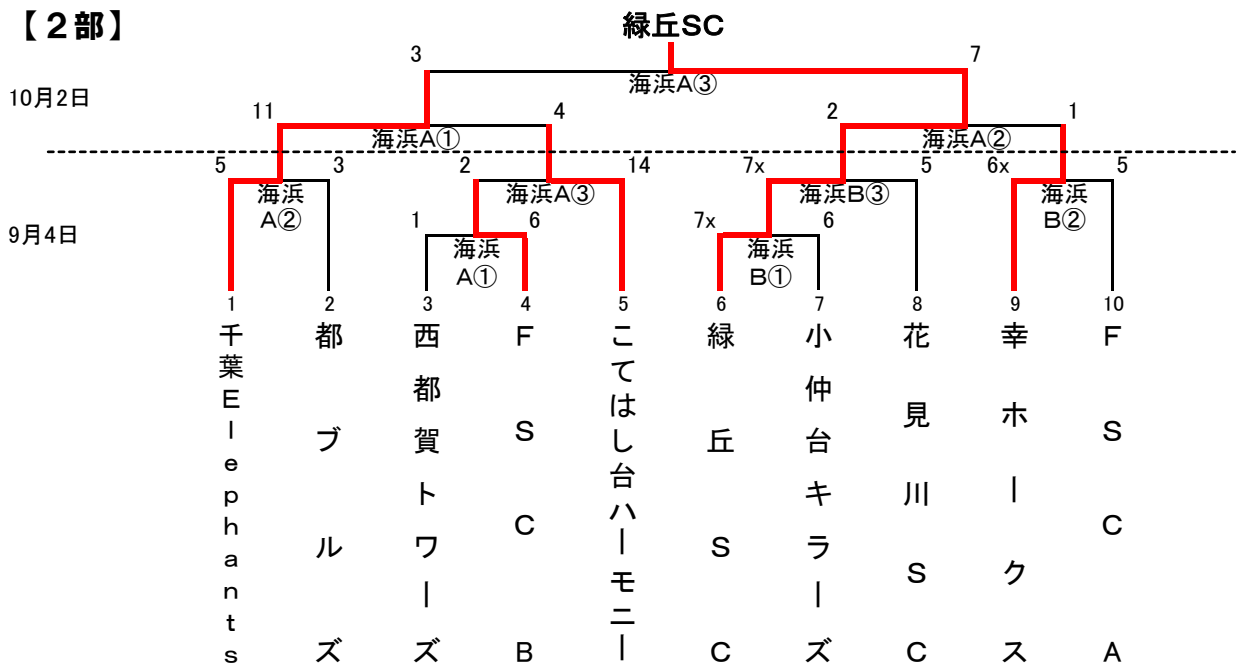 【２部】
緑丘SC
3
7
海浜A③
10月2日
11
4
2
1
海浜A①
海浜A②
5
3
2
14
7x
5
6x
5
海浜
A②
海浜A③
海浜B③
海浜
B②
9月4日
1
6
7x
6
海浜
A①
海浜
B①
1
2
3
4
5
6
7
8
9
10
千葉Ｅｌｅｐｈａｎｔｓ
都ブルズ
西都賀トワーズ
ＦＳＣＢ
こてはし台ハーモニー
緑丘ＳＣ
小仲台キラーズ
花見川ＳＣ
幸ホークス
ＦＳＣＡ